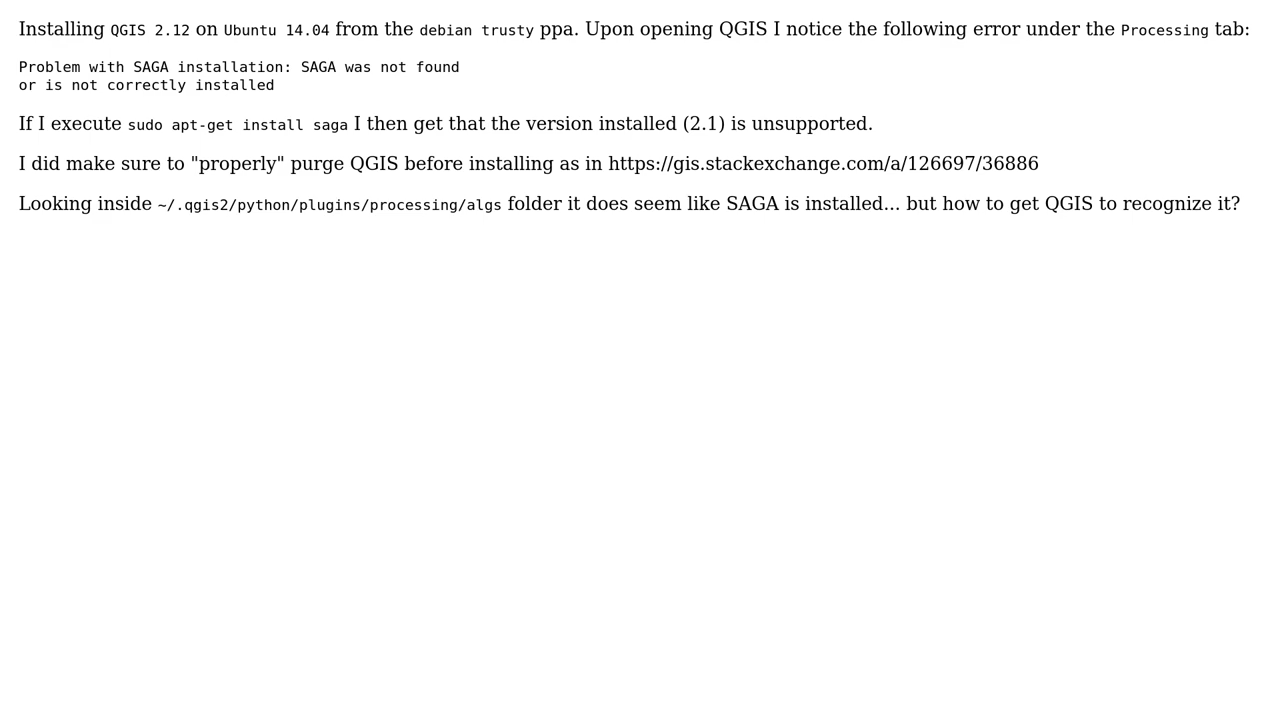 Installing QGIS 2.12 on Ubuntu 14.04 from the debian trusty ppa. Upon opening QGIS I notice the following error under the Processing tab:
Problem with SAGA installation: SAGA was not found
or is not correctly installed
If I execute sudo apt-get install saga I then get that the version installed (2.1) is unsupported.
I did make sure to "properly" purge QGIS before installing as in https://gis.stackexchange.com/a/126697/36886
Looking inside ~/.qgis2/python/plugins/processing/algs folder it does seem like SAGA is installed... but how to get QGIS to recognize it?